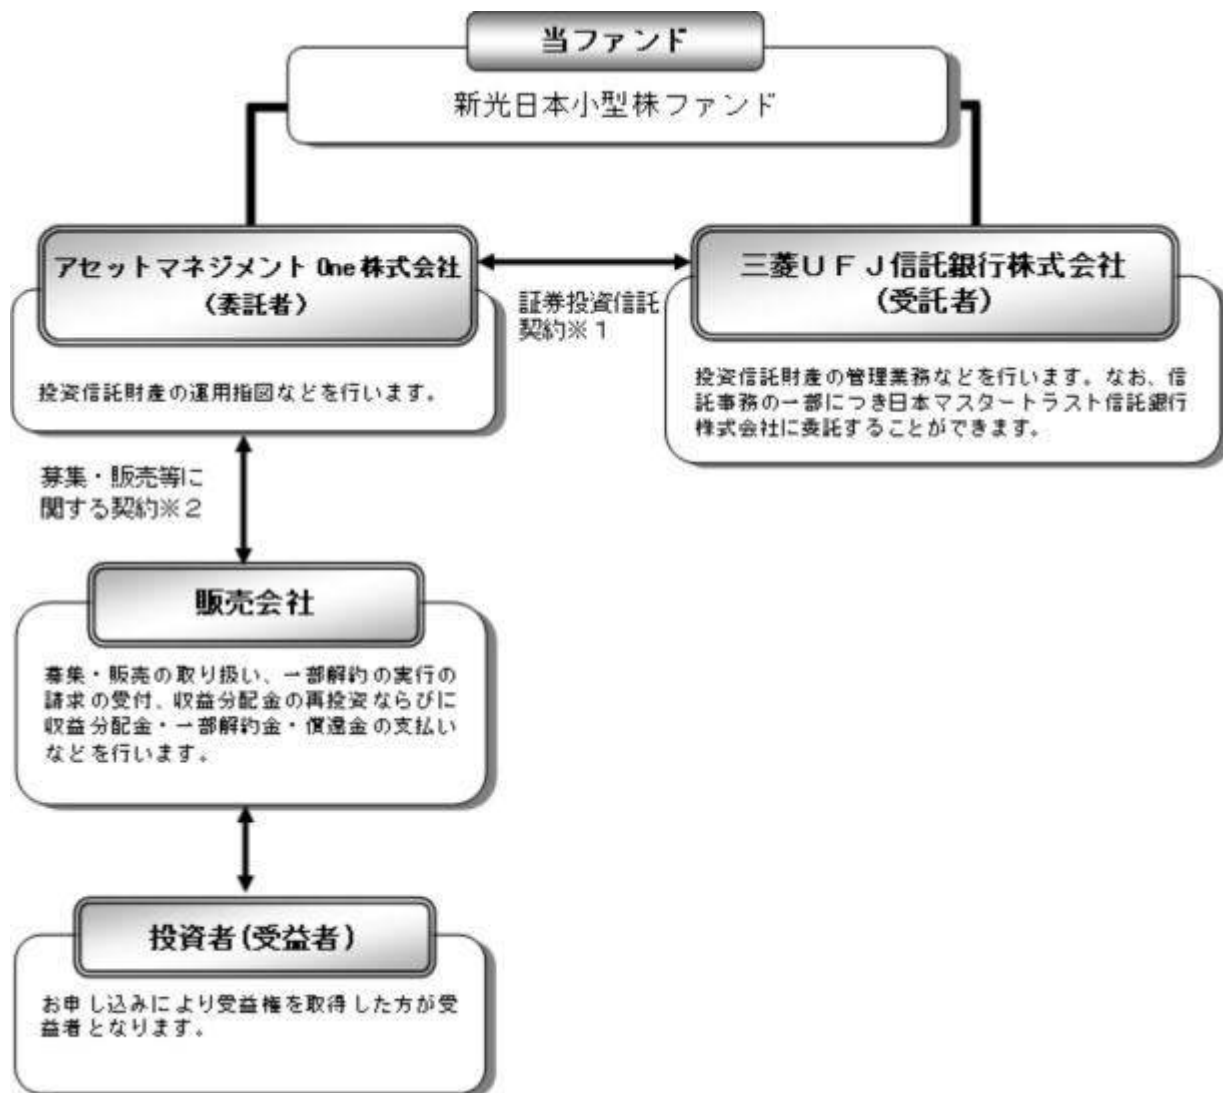 当ファンド
新光日本小型株ファンド
アセットマネジメント One 株式会社
(委託者)
証券投資信託
契約※1
三菱UFJ信託銀行株式会社
(受託者)
投資信託財産の運用指図などを行います。
投資信託財産の管理業務などを行います。なお、信
託事務の一部につき日本マスタートラスト信託銀行
株式会社に委託することができます。
募集・販売等に
関する契約※2
販売会社
募集・販売の取り扱い、一部解約の実行の
請求の受付、収益分配金の再投資ならびに
収益分配金・一部解約金・償還金の支払い
などを行います。
投資者(受益者)
お申し込みにより受益権を取得した方が受
益者となります。